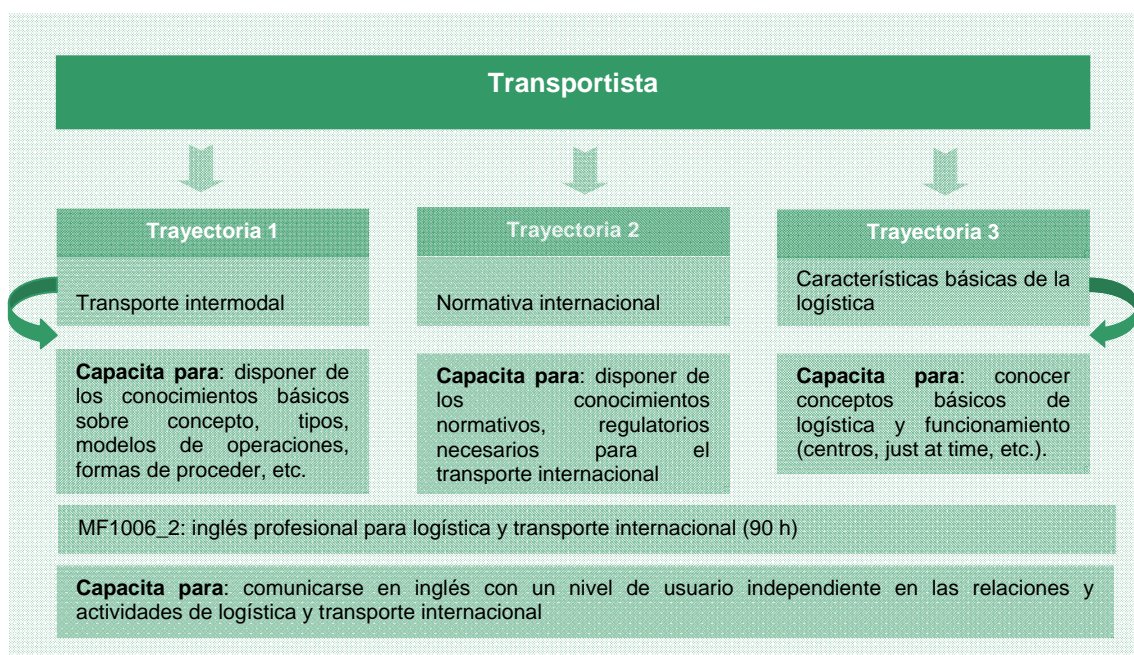 Transportista
Trayectoria 1
Transporte intermodal
Capacita para: disponer de
los conocimientos básicos
sobre concepto, tipos,
modelos de operaciones,
formas de proceder, etc.
Trayectoria 2
Normativa internacional
Capacita para: disponer de
los conocimientos
normativos, regulatorios
necesarios para el
transporte internacional
Trayectoria 3
Características básicas de la
logística
Capacita para: conocer
conceptos básicos de
logística y funcionamiento
(centros, just at time, etc.).
MF1006_2: inglés profesional para logística y transporte internacional (90 h)
Capacita para: comunicarse en inglés con un nivel de usuario independiente en las relaciones y
actividades de logística y transporte internacional